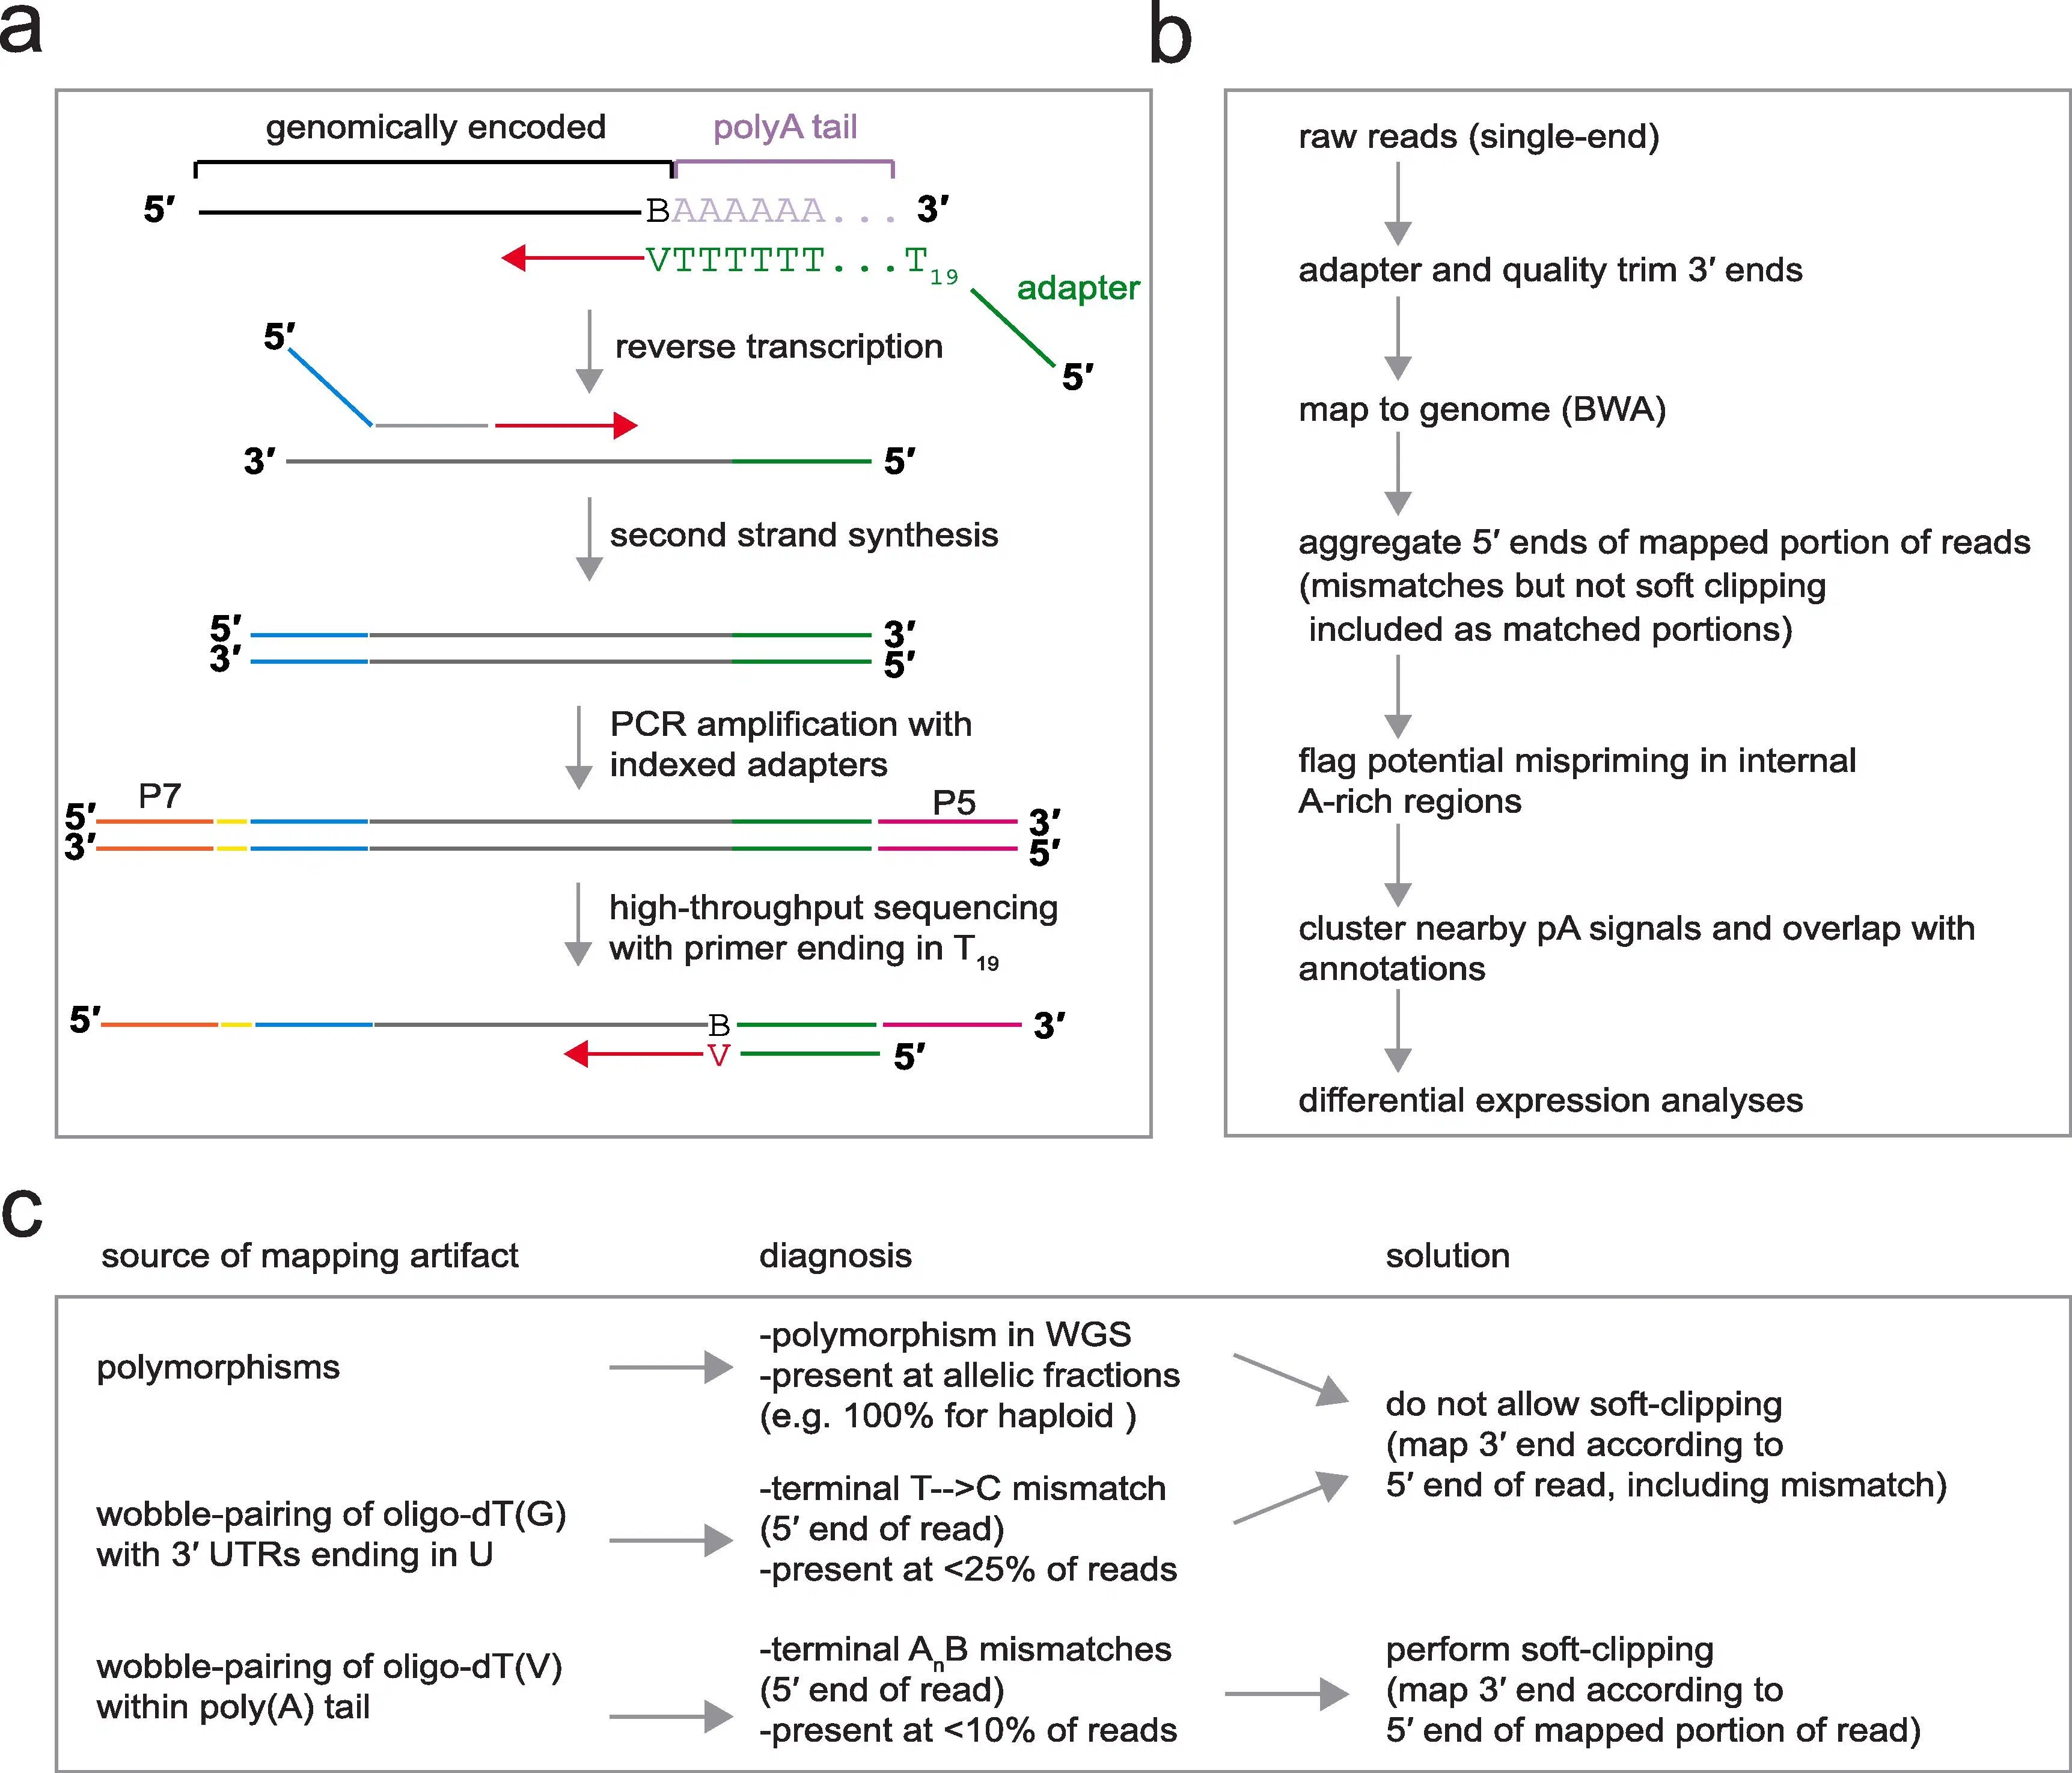 a
genomically encoded
polyA tail
5′ BAAAAAA... 3′
VTTTTTT...T19
adapter
5′
reverse transcription
5′
3′ 5′
second strand synthesis
5′ 3′
3′ 5′
PCR amplification with
indexed adapters
P7 P5
5′ 3′
3′ 5′
high-throughput sequencing
with primer ending in T19
5′ B 3′
V 5′
b
raw reads (single-end)
adapter and quality trim 3′ ends
map to genome (BWA)
aggregate 5′ ends of mapped portion of reads
(mismatches but not soft clipping
included as matched portions)
flag potential mispriming in internal
A-rich regions
cluster nearby pA signals and overlap with
annotations
differential expression analyses
c
source of mapping artifact
diagnosis
solution
polymorphisms
-polymorphism in WGS
-present at allelic fractions
(e.g. 100% for haploid )
wobble-pairing of oligo-dT(G)
with 3′ UTRs ending in U
-terminal T-->C mismatch
(5′ end of read)
-present at <25% of reads
do not allow soft-clipping
(map 3′ end according to
5′ end of read, including mismatch)
wobble-pairing of oligo-dT(V)
within poly(A) tail
-terminal AnB mismatches
(5′ end of read)
-present at <10% of reads
perform soft-clipping
(map 3′ end according to
5′ end of mapped portion of read)